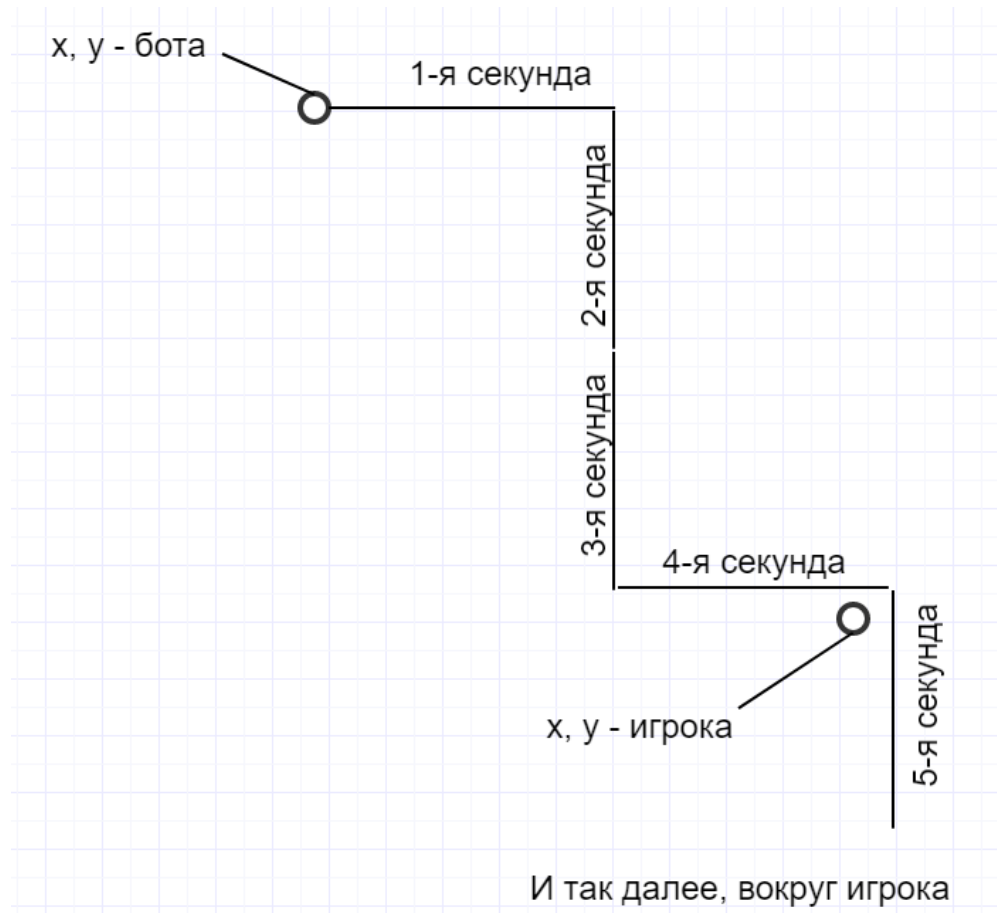 x, y - бота
1-я секунда
2-я секунда
3-я секунда
4-я секунда
5-я секунда
x, y - игрока
И так далее, вокруг игрока